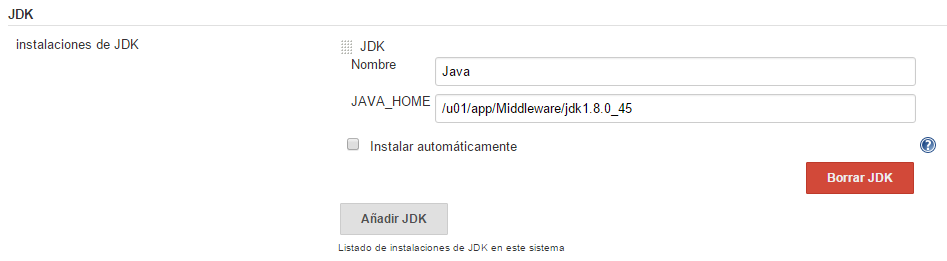 JDK
instalaciones de JDK
JDK
Nombre
Java
JAVA_HOME
/u01/app/Middleware/jdk1.8.0_45
Instalar automáticamente
?
Borrar JDK
Añadir JDK
Listado de instalaciones de JDK en este sistema